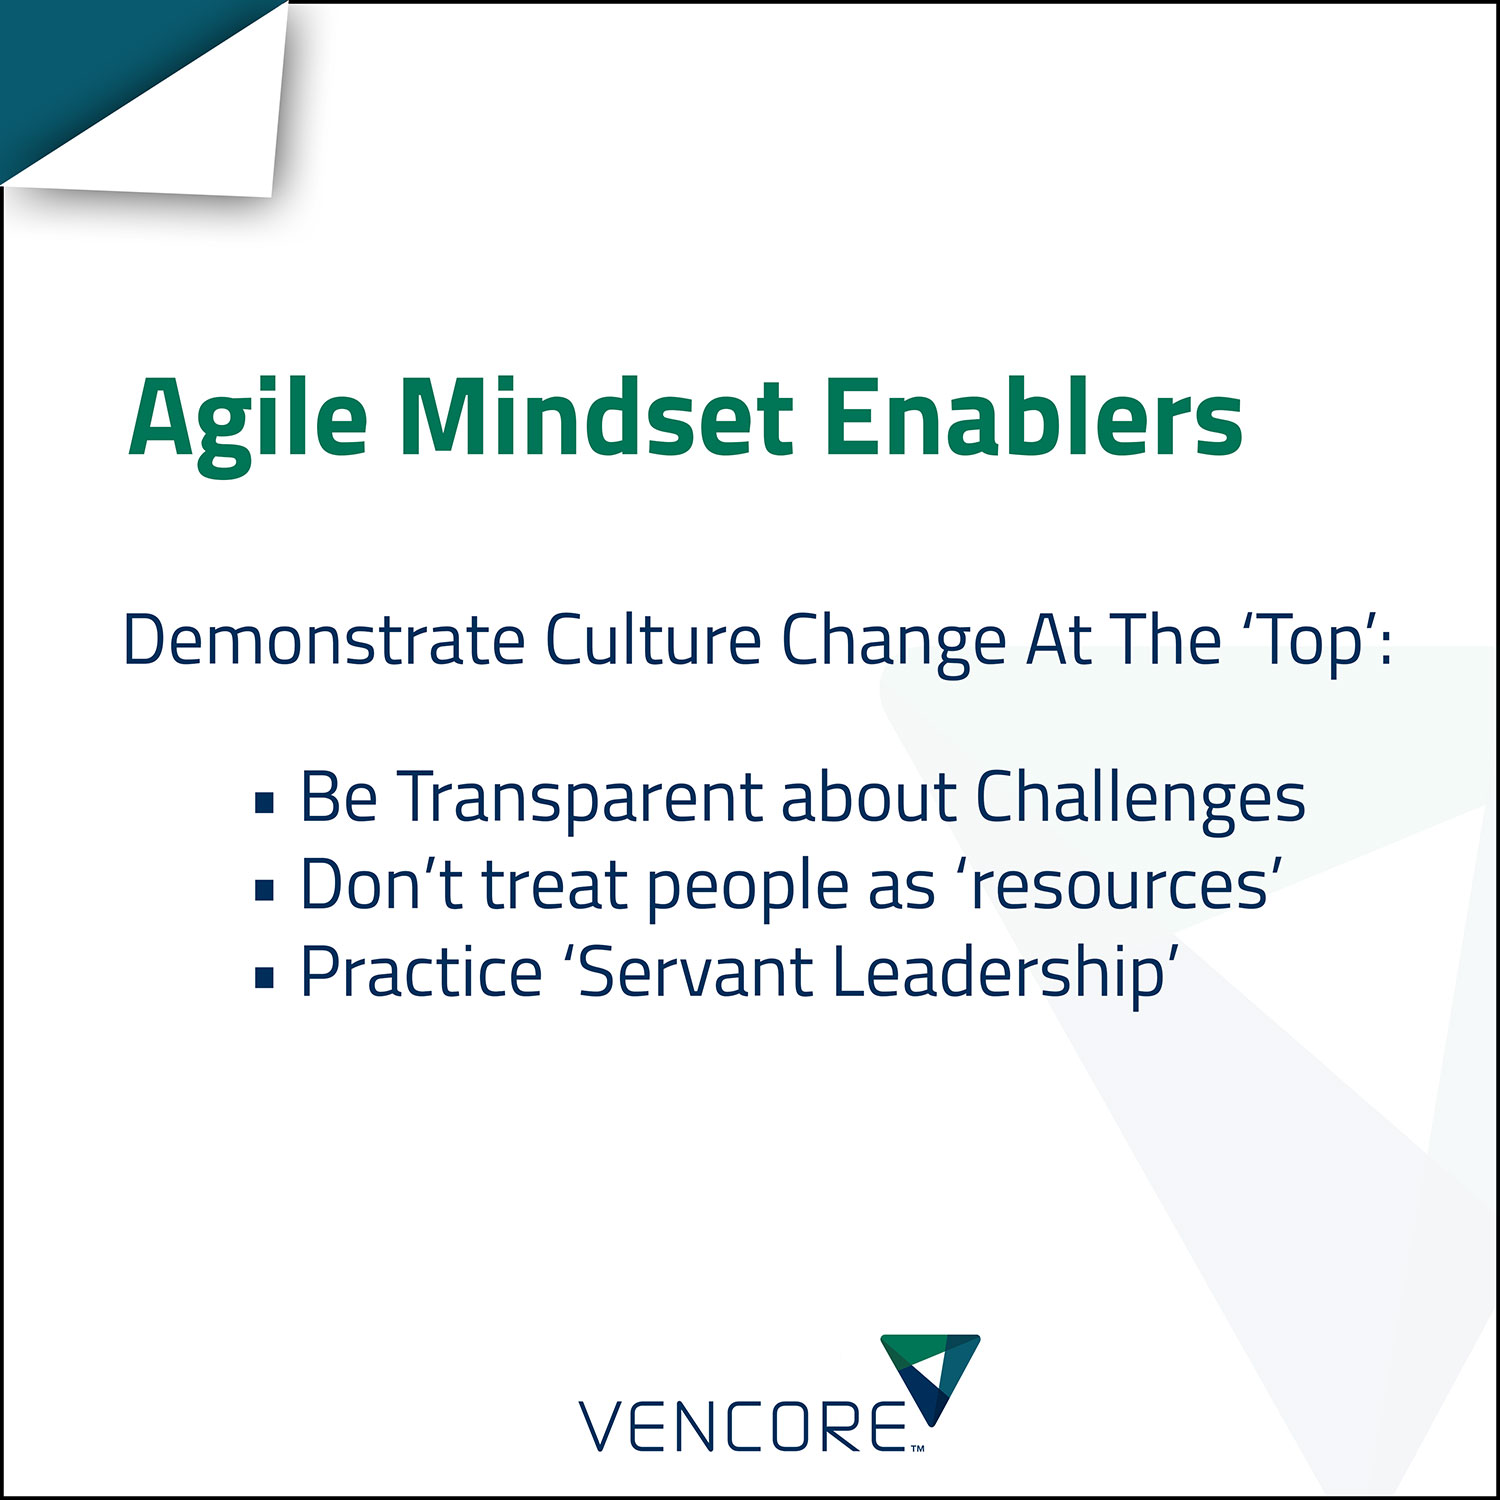 Agile Mindset Enablers
Demonstrate Culture Change At The ‘Top’:
▪ Be Transparent about Challenges
▪ Don’t treat people as ‘resources’
▪ Practice ‘Servant Leadership’
VENCORE™